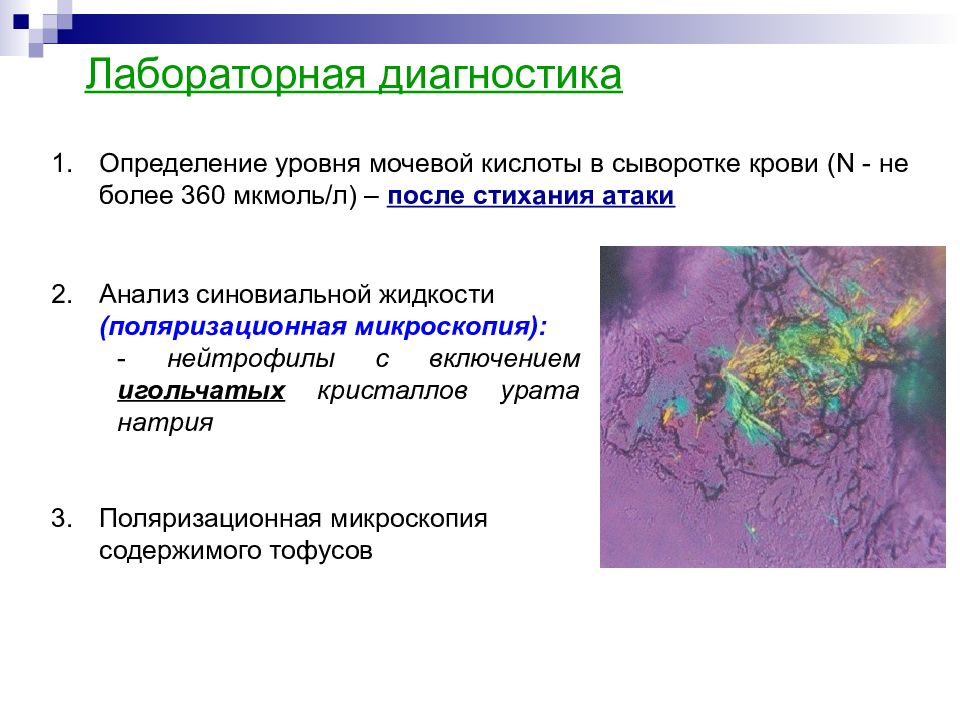 Лабораторная диагностика
1. Определение уровня мочевой кислоты в сыворотке крови (N - не
более 360 мкмоль/л) – после стихания атаки
2. Анализ синовиальной жидкости
(поляризационная микроскопия):
- нейтрофилы с включением
игольчатых кристаллов урата
натрия
3. Поляризационная микроскопия
содержимого тофусов